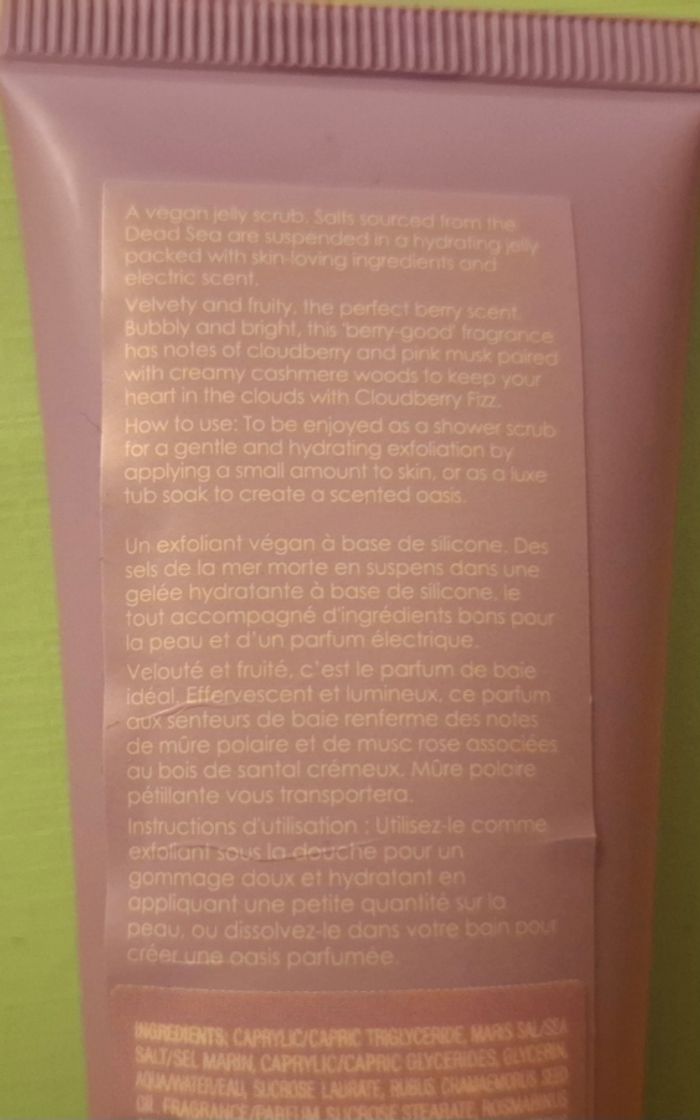 A vegan jelly scrub. Salts sourced from the
Dead Sea are suspended in a hydrating jelly
packed with skin-loving ingredients and
electric scent.
Velvety and fruity, the perfect berry scent.
Bubbly and bright, this 'berry-good' fragrance
has notes of cloudberry and pink musk paired
with creamy cashmere woods to keep your
heart in the clouds with Cloudberry Fizz.
How to use: To be enjoyed as a shower scrub
for a gentle and hydrating exfoliation by
applying a small amount to skin, or as a luxe
tub soak to create a scented oasis.
Un exfoliant végan à base de silicone. Des
sels de la mer morte en suspens dans une
gelée hydratante à base de silicone, le
tout accompagné d'ingrédients bons pour
la peau et d'un parfum électrique.
Velouté et fruité, c'est le parfum de baie
idéal. Effervescent et lumineux, ce parfum
aux senteurs de baie renferme des notes
de mûre polaire et de musc rose associées
au bois de santal crémeux. Mûre polaire
pétillante vous transportera.
Instructions d'utilisation : Utilisez-le comme
exfoliant sous la douche pour un
gommage doux et hydratant en
appliquant une petite quantité sur la
peau, ou dissolvez-le dans votre bain pour
créer une oasis parfumée.
INGREDIENTS: CAPRYLIC/CAPRIC TRIGLYCERIDE, MARIS SAL/SEA
SALT/SEL MARIN, CAPRYLIC/CAPRIC GLYCERIDES, GLYCERIN,
AQUA/WATER/EAU, SUCROSE LAURATE, RUBUS CHAMAEMORUS SEED
OIL, FRAGRANCE/PARFUM, SUCROSE STEARATE, ROSMARINUS